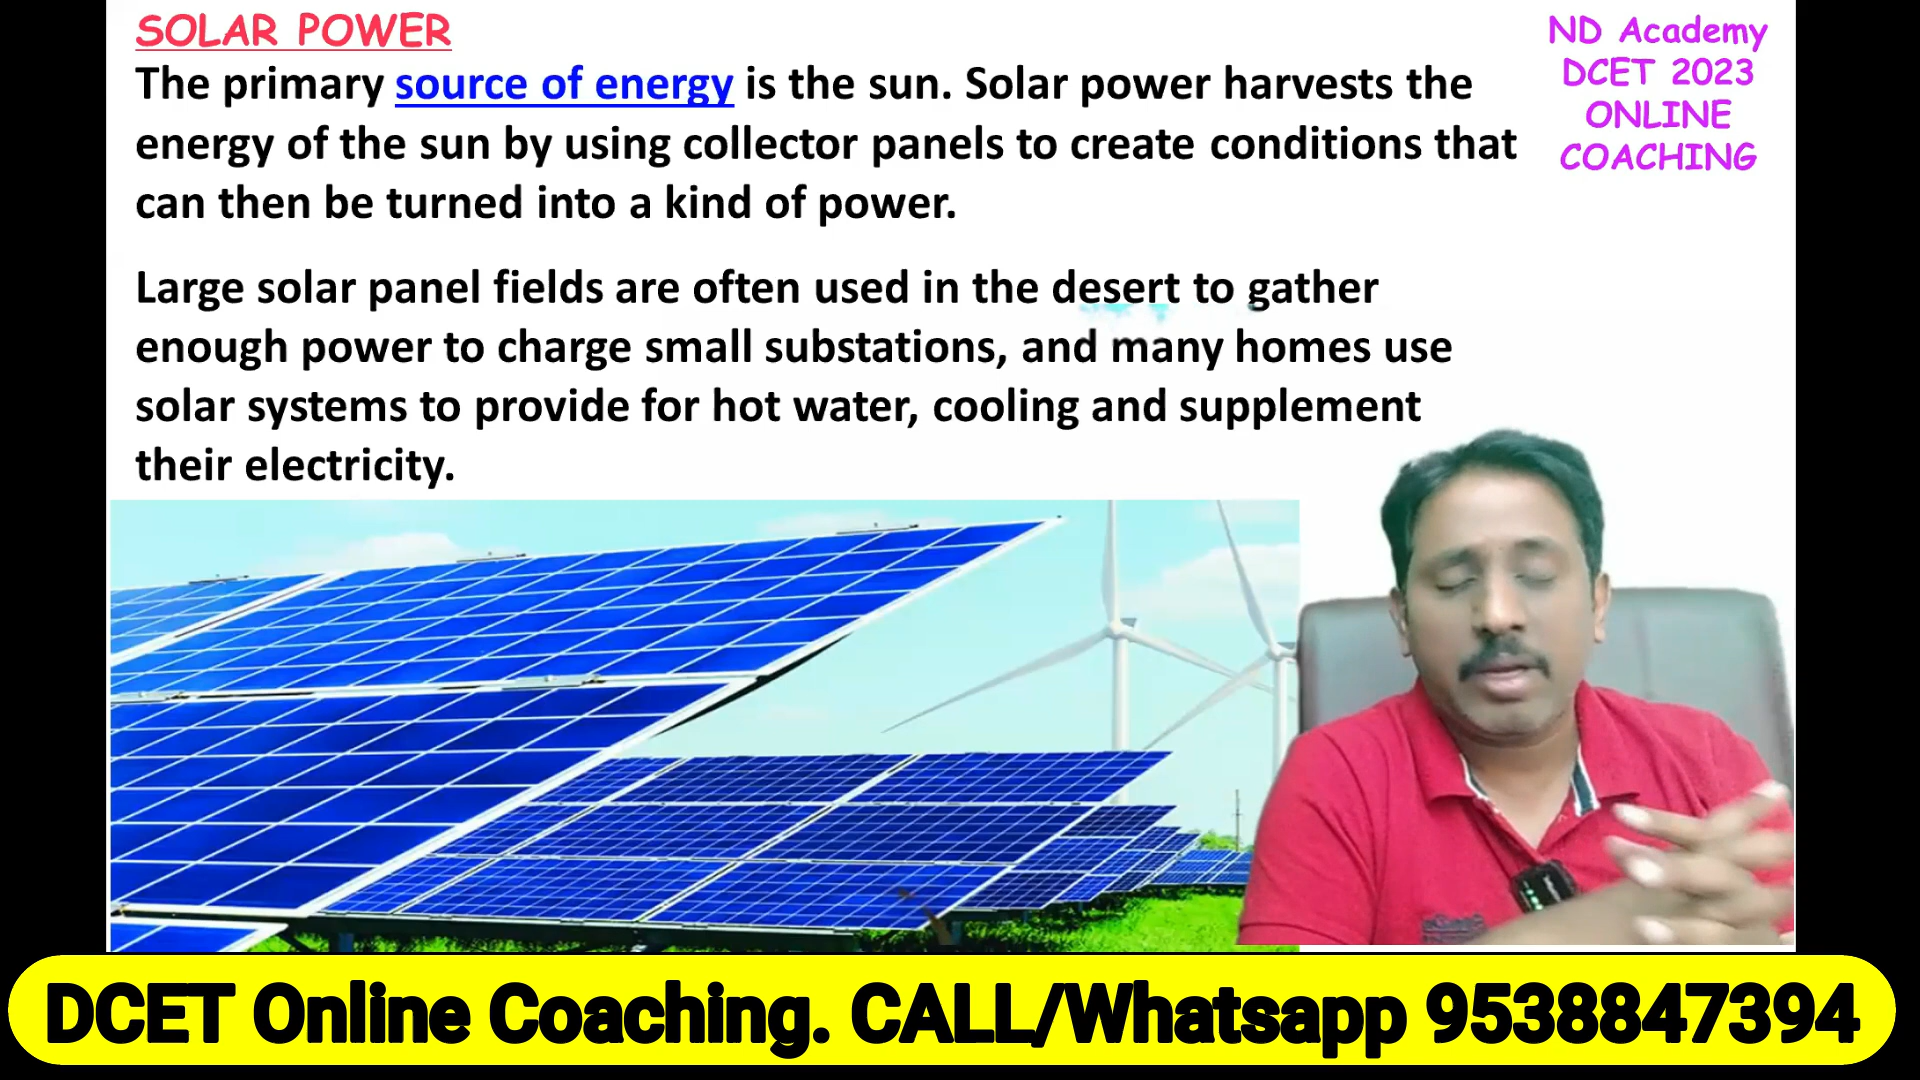 SOLAR POWER
The primary source of energy is the sun. Solar power harvests the
energy of the sun by using collector panels to create conditions that
can then be turned into a kind of power.
Large solar panel fields are often used in the desert to gather
enough power to charge small substations, and many homes use
solar systems to provide for hot water, cooling and supplement
their electricity.
ND Academy
DCET 2023
ONLINE
COACHING
DCET Online Coaching. CALL/Whatsapp 9538847394